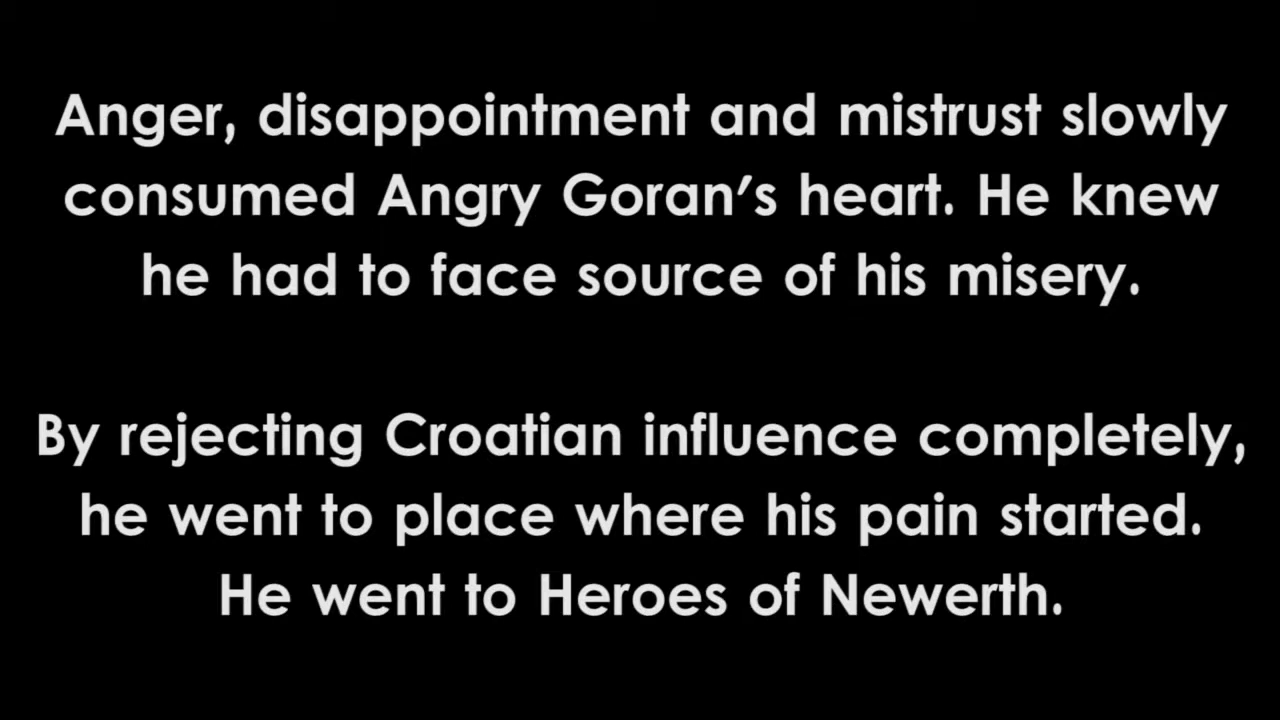 Anger, disappointment and mistrust slowly
consumed Angry Goran's heart. He knew
he had to face source of his misery.
By rejecting Croatian influence completely,
he went to place where his pain started.
He went to Heroes of Newerth.